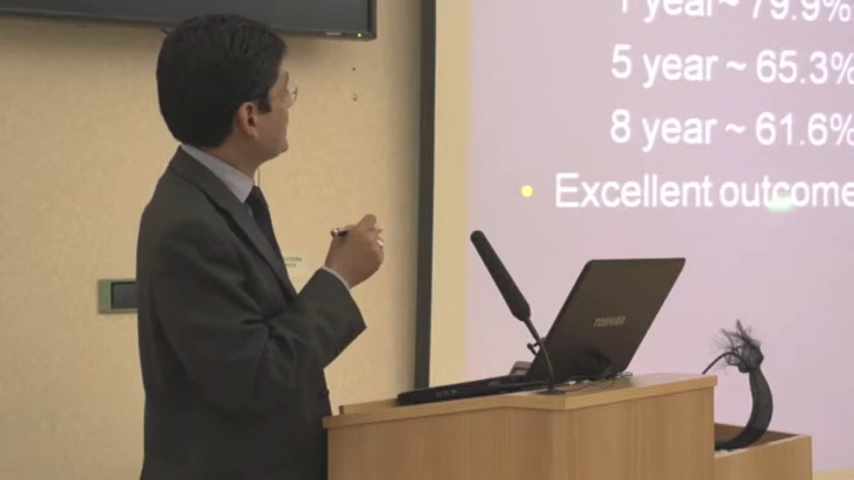 1 year~ 79.9%
5 year ~ 65.3%
8 year ~ 61.6%
Excellent outcome
TOSHIBA